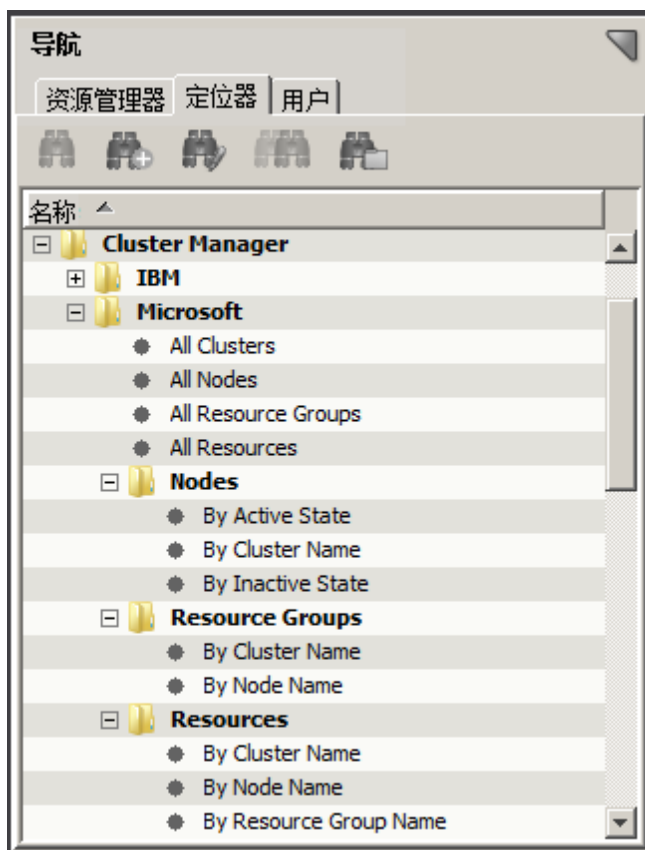 导航
资源管理器 定位器 用户
名称
Cluster Manager
IBM
Microsoft
All Clusters
All Nodes
All Resource Groups
All Resources
Nodes
By Active State
By Cluster Name
By Inactive State
Resource Groups
By Cluster Name
By Node Name
Resources
By Cluster Name
By Node Name
By Resource Group Name